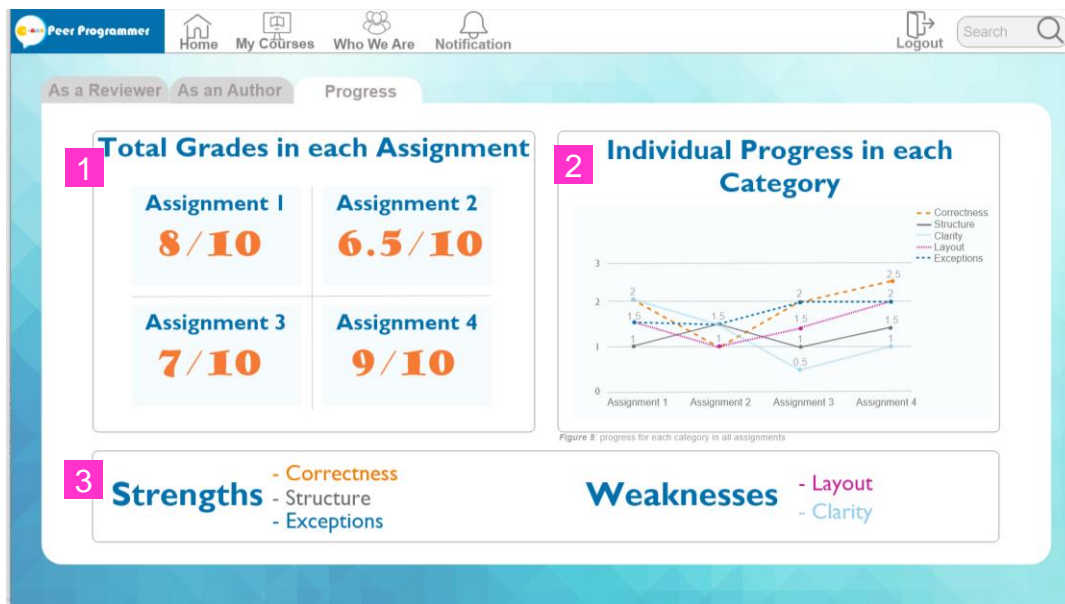 Peer Programmer
Home
My Courses
Who We Are
Notification
Logout
Search
As a Reviewer
As an Author
Progress
1
Total Grades in each Assignment
Assignment 1
8/10
Assignment 2
6.5/10
Assignment 3
7/10
Assignment 4
9/10
2
Individual Progress in each
Category
Correctness
Structure
Clarity
Layout
Exceptions
3
2
1
0
2
1.5
1
1.5
1
2
1.5
1
0.5
2.5
2
1.5
1
Assignment 1
Assignment 2
Assignment 3
Assignment 4
Figure 5: progress for each category in all assignments
3
Strengths
- Correctness
- Structure
- Exceptions
Weaknesses
- Layout
- Clarity